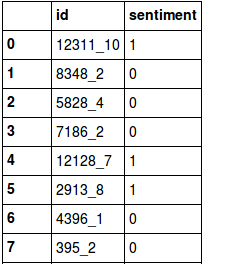 id sentiment
0 12311_10 1
1 8348_2 0
2 5828_4 0
3 7186_2 0
4 12128_7 1
5 2913_8 1
6 4396_1 0
7 395_2 0